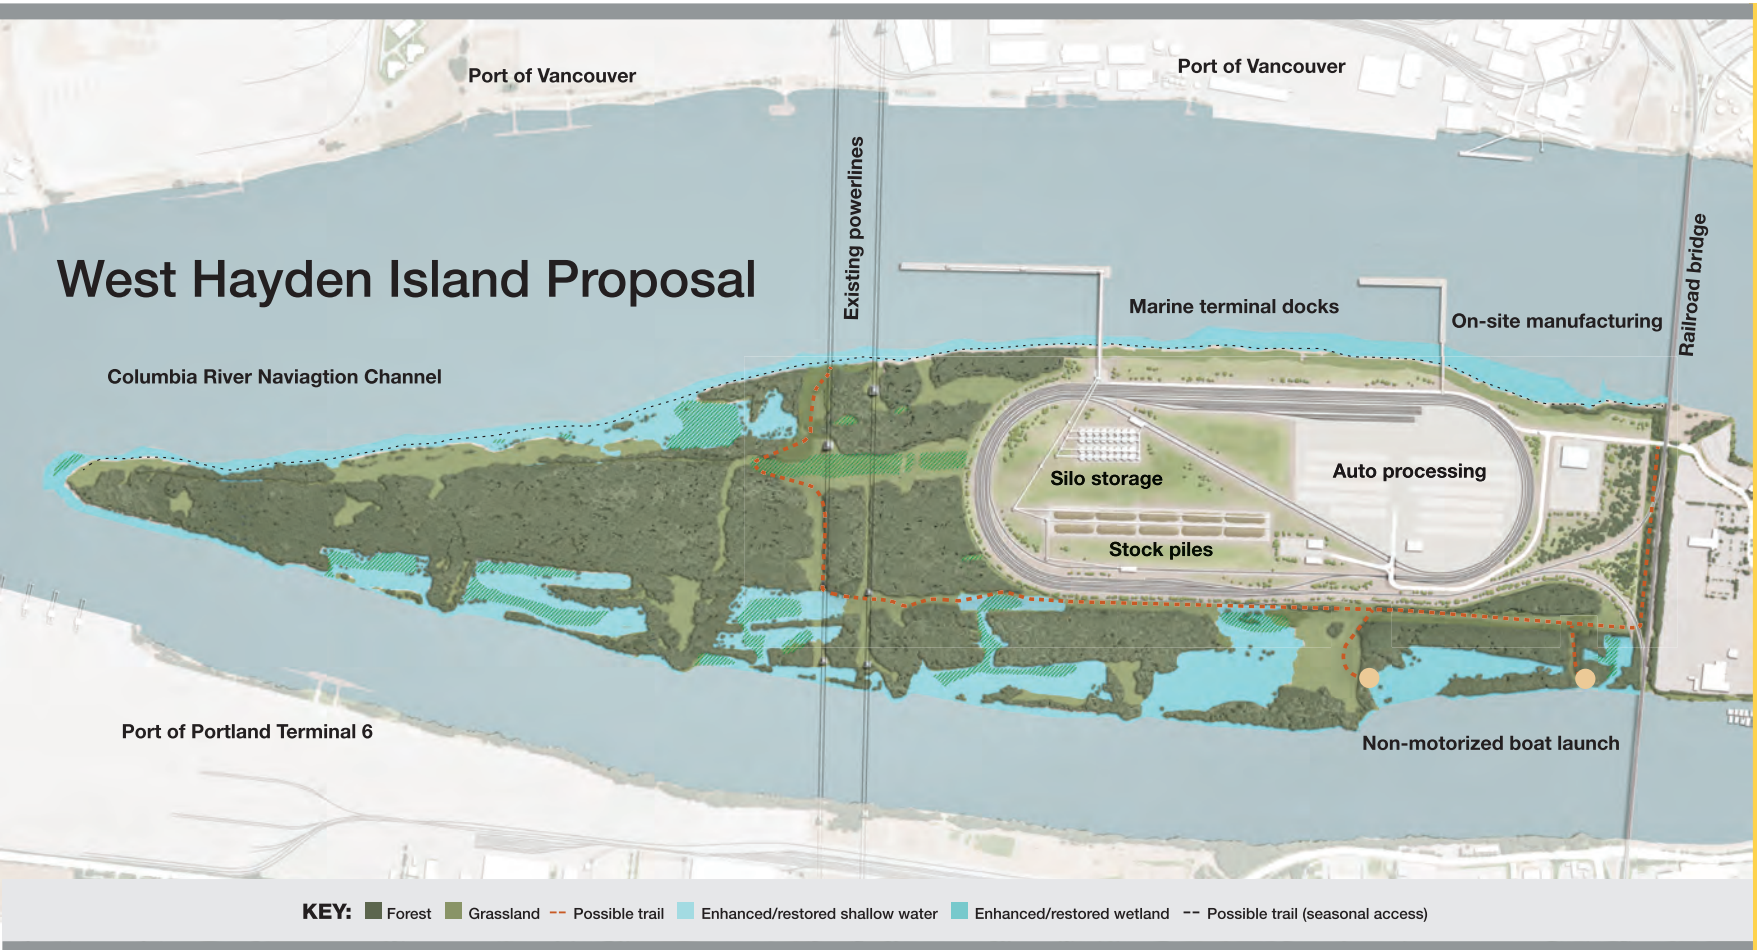 Port of Vancouver
Port of Vancouver
Existing powerlines
Railroad bridge
West Hayden Island Proposal
Marine terminal docks
On-site manufacturing
Columbia River Naviagtion Channel
Silo storage
Auto processing
Stock piles
Port of Portland Terminal 6
Non-motorized boat launch
KEY: Forest Grassland Possible trail Enhanced/restored shallow water Enhanced/restored wetland Possible trail (seasonal access)